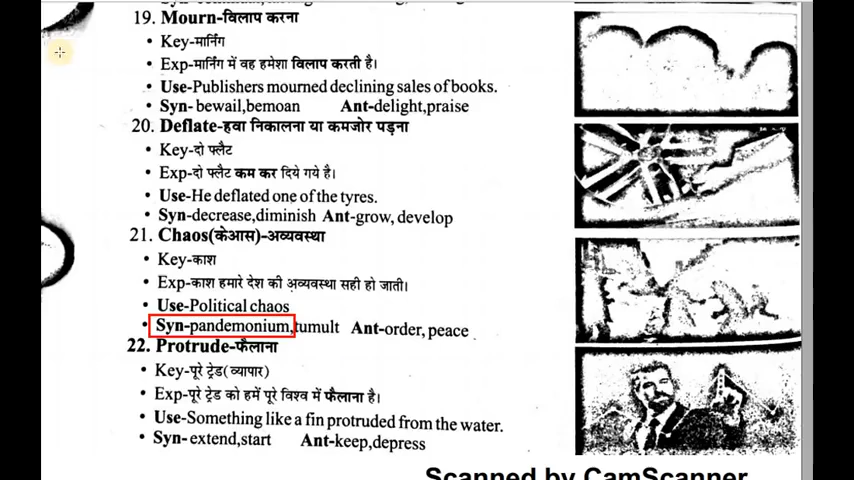 19. Mourn-विलाप करना
• Key-मार्निंग
• Exp-मार्निंग में वह हमेशा विलाप करती है।
• Use-Publishers mourned declining sales of books.
• Syn- bewail,bemoan Ant-delight,praise
20. Deflate-हवा निकालना या कमजोर पड़ना
• Key-दो फ्लैट
• Exp-दो फ्लैट कम कर दिये गये है।
• Use-He deflated one of the tyres.
• Syn-decrease,diminish Ant-grow, develop
21. Chaos(केआस)-अव्यवस्था
• Key-काश
• Exp-काश हमारे देश की अव्यवस्था सही हो जाती।
• Use-Political chaos
• Syn-pandemonium,tumult Ant-order, peace
22. Protrude-फैलाना
• Key-पूरे ट्रेड(व्यापार)
• Exp-पूरे ट्रेड को हमें पूरे विश्व में फैलाना है।
• Use-Something like a fin protruded from the water.
• Syn- extend,start Ant-keep,depress
Scanned by CamScanner